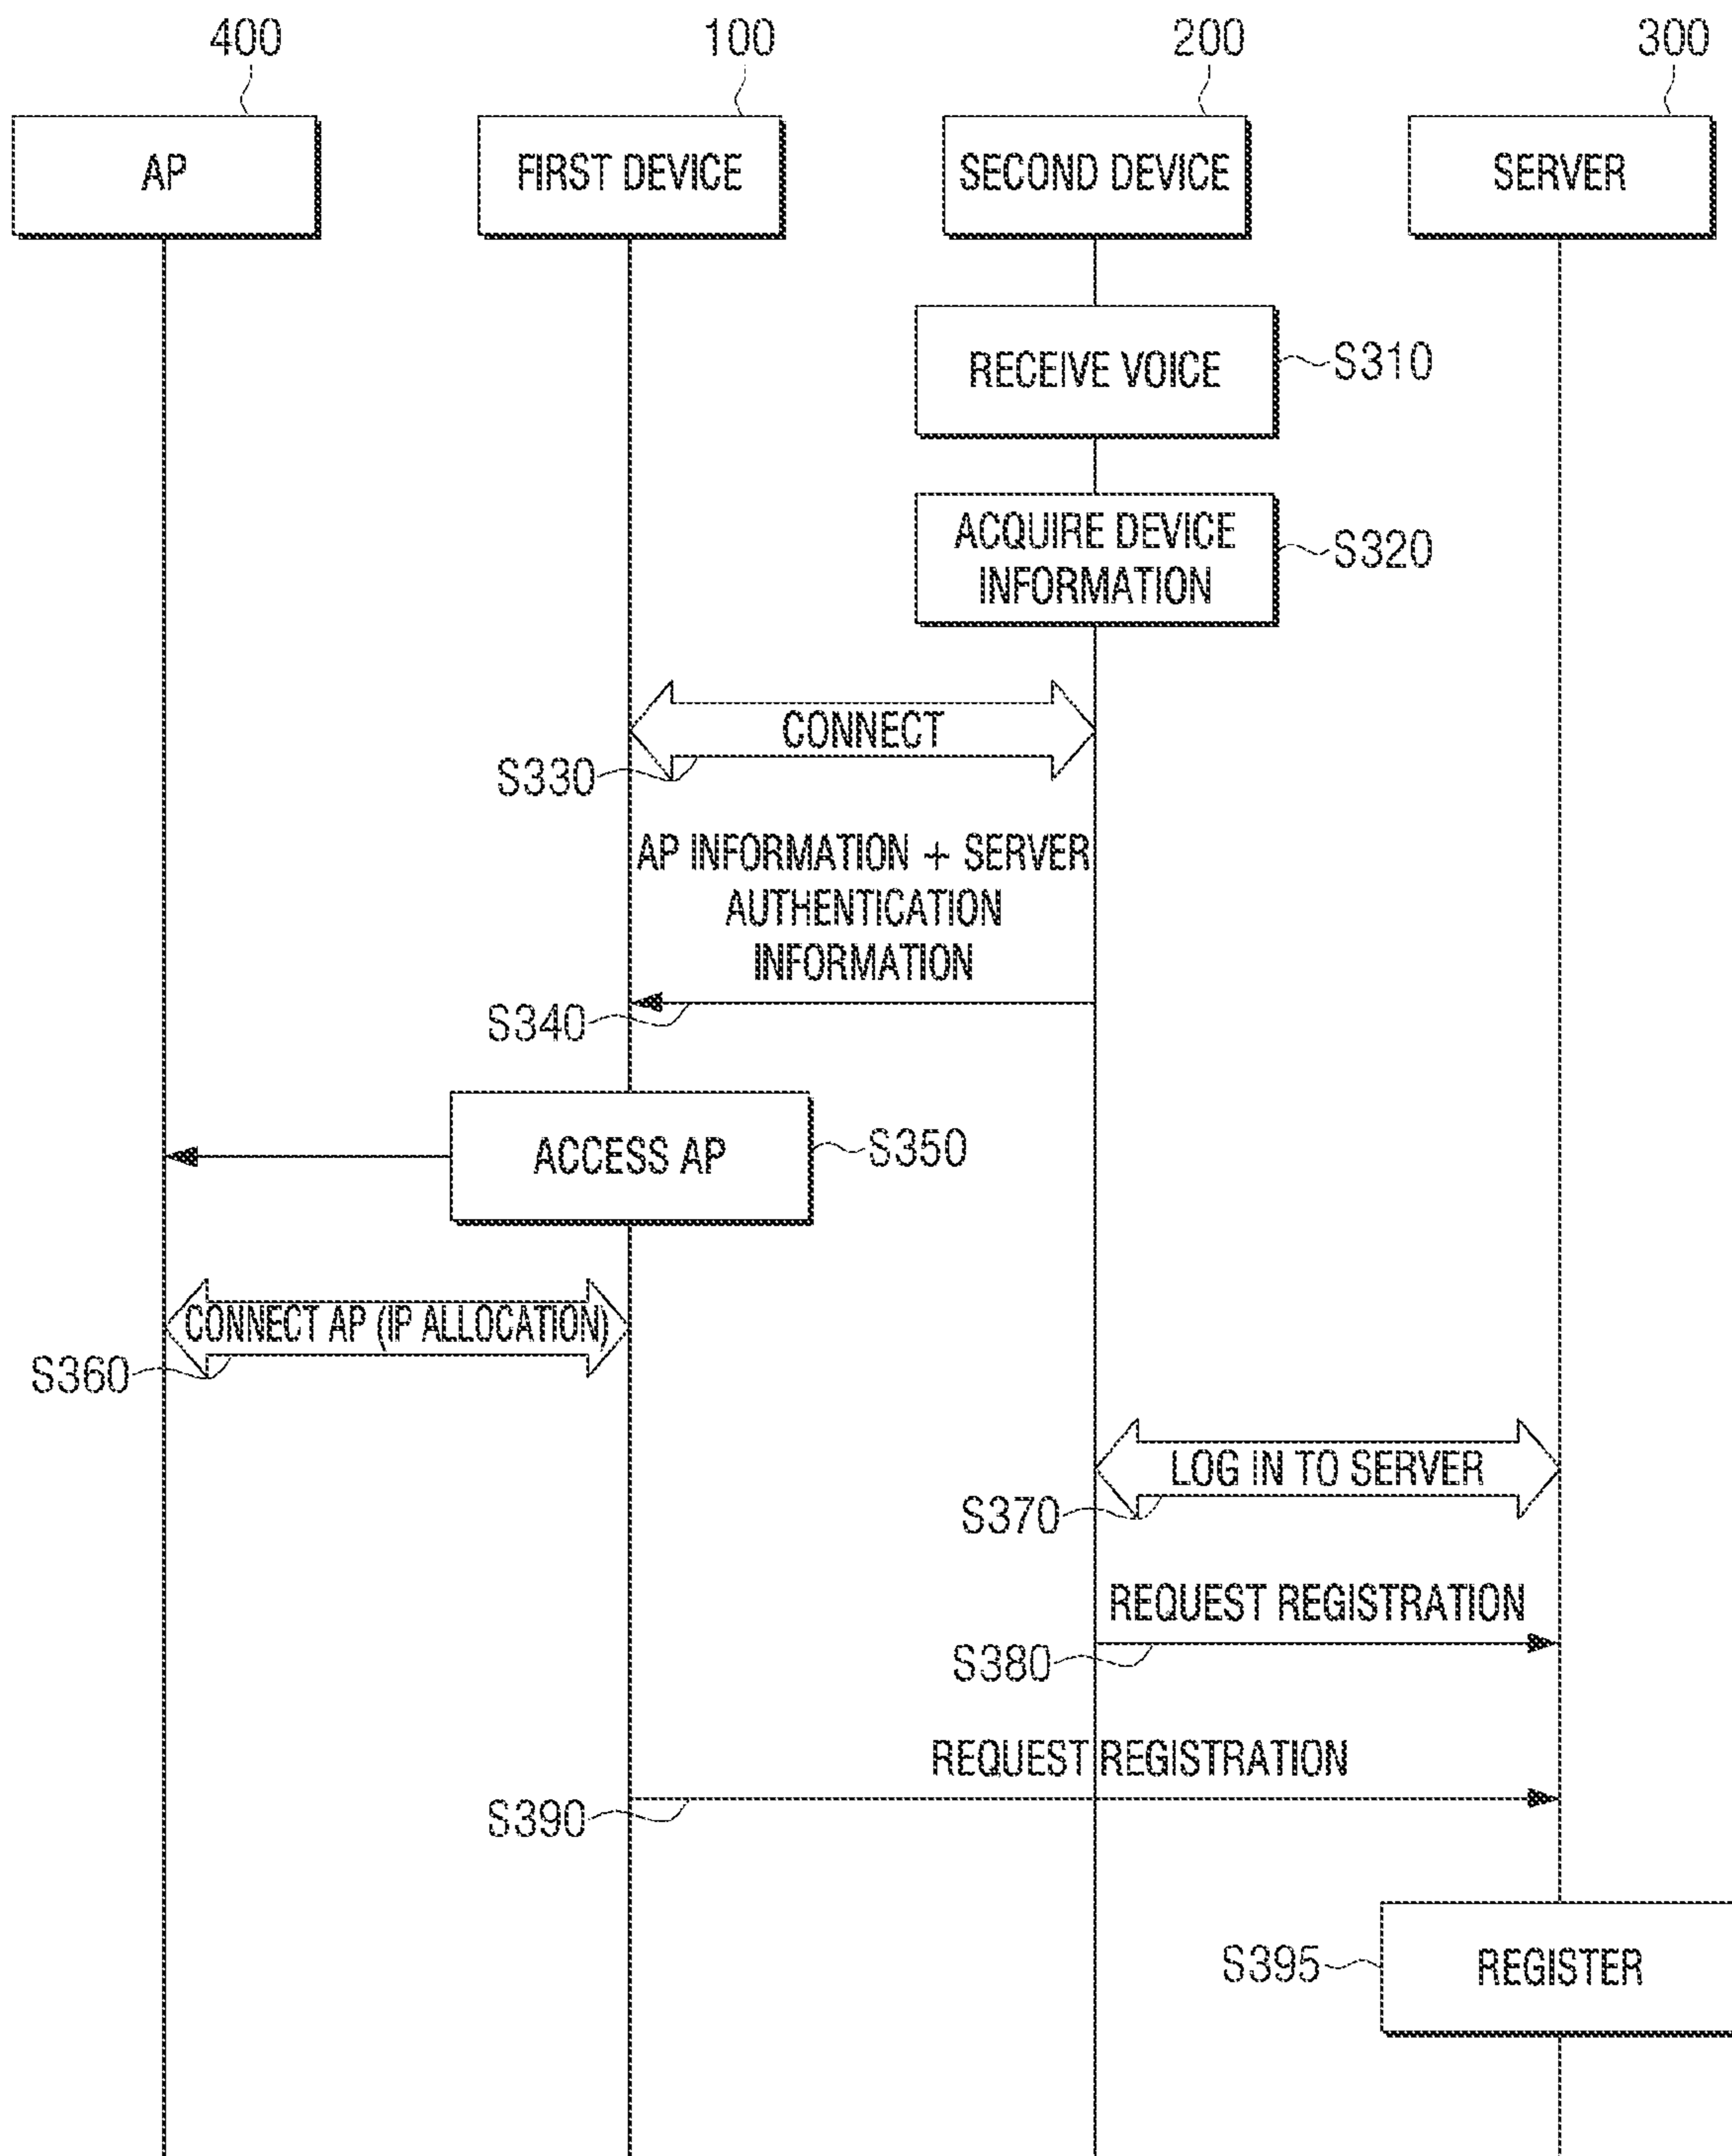 400
100
200
300
AP
FIRST DEVICE
SECOND DEVICE
SERVER
RECEIVE VOICE
S310
ACQUIRE DEVICE
INFORMATION
S320
CONNECT
S330
AP INFORMATION + SERVER
AUTHENTICATION
INFORMATION
S340
ACCESS AP
S350
CONNECT AP (IP ALLOCATION)
S360
LOG IN TO SERVER
S370
REQUEST REGISTRATION
S380
REQUEST REGISTRATION
S390
S395
REGISTER